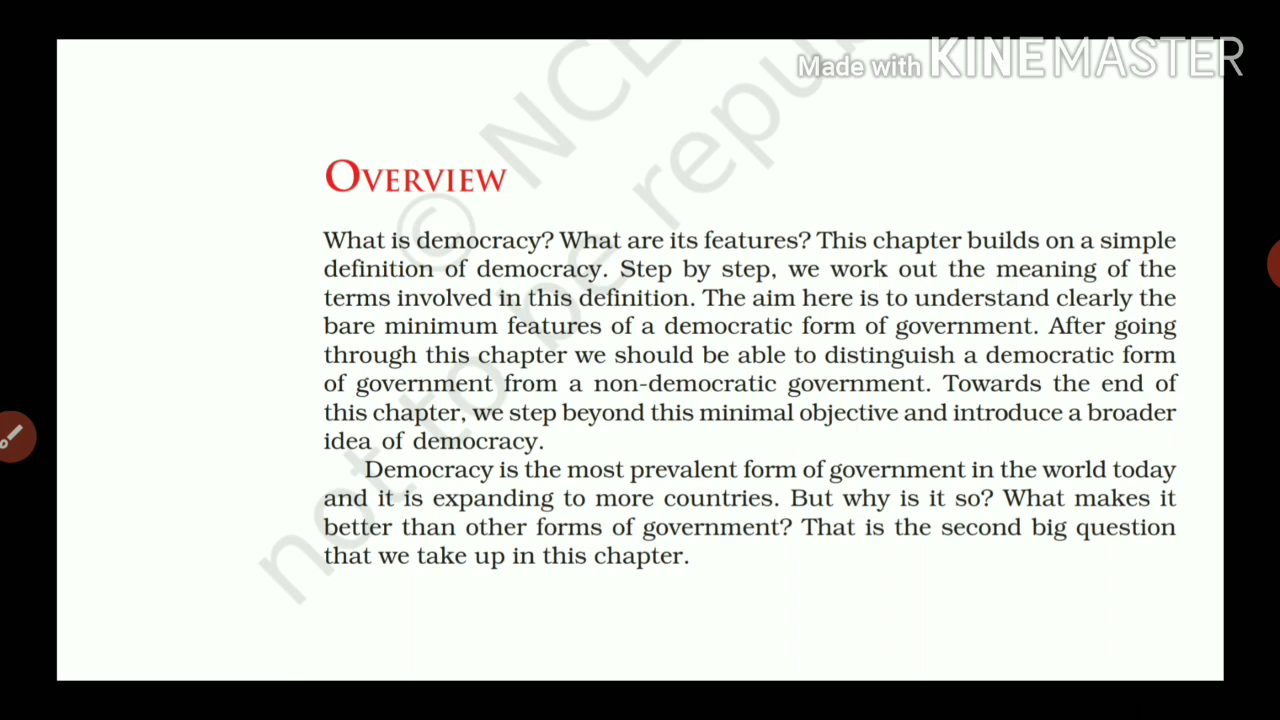 Made with KINEMASTER
© NCE
not to be repu
OVERVIEW
What is democracy? What are its features? This chapter builds on a simple
definition of democracy. Step by step, we work out the meaning of the
terms involved in this definition. The aim here is to understand clearly the
bare minimum features of a democratic form of government. After going
through this chapter we should be able to distinguish a democratic form
of government from a non-democratic government. Towards the end of
this chapter, we step beyond this minimal objective and introduce a broader
idea of democracy.
Democracy is the most prevalent form of government in the world today
and it is expanding to more countries. But why is it so? What makes it
better than other forms of government? That is the second big question
that we take up in this chapter.